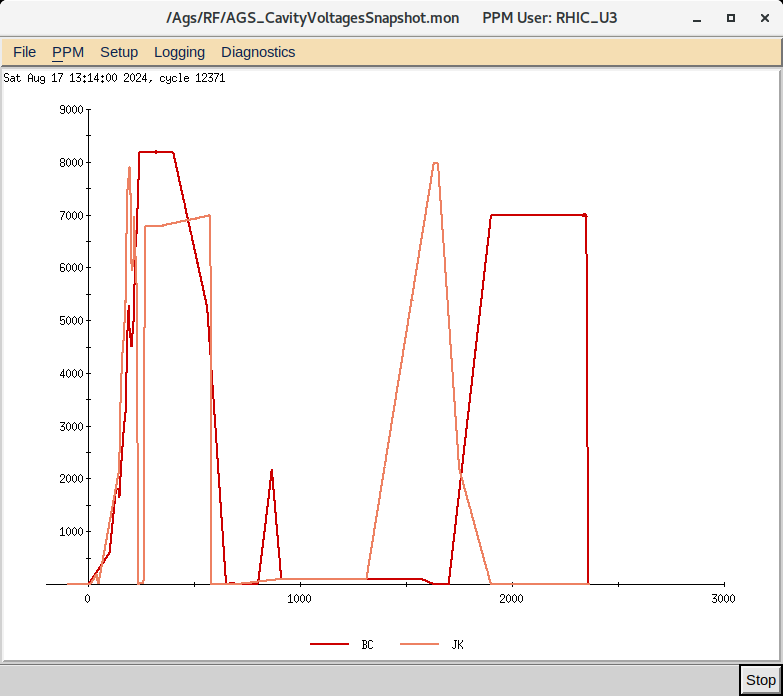 /Ags/RF/AGS_CavityVoltagesSnapshot.mon PPM User: RHIC_U3
File PPM Setup Logging Diagnostics
Sat Aug 17 13:14:00 2024, cycle 12371
9000
8000
7000
6000
5000
4000
3000
2000
1000
0 1000 2000 3000
BC JK
Stop